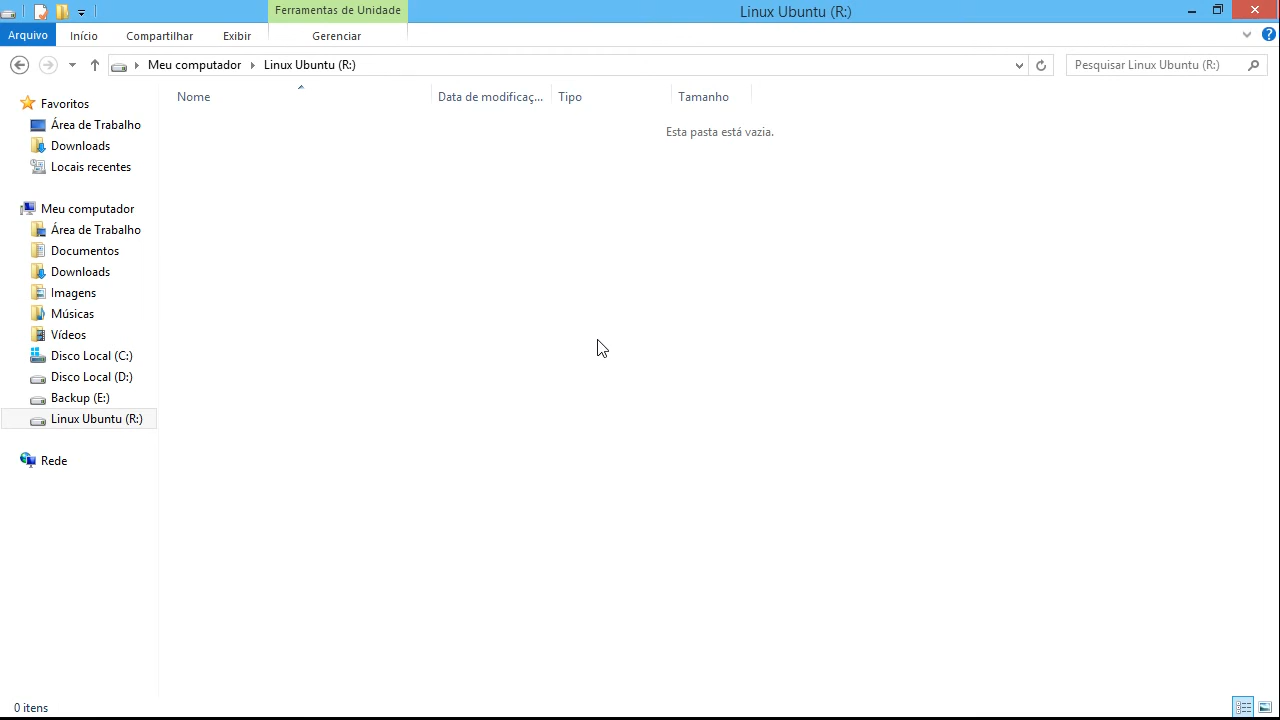 Ferramentas de Unidade
Linux Ubuntu (R:)
Arquivo
Início
Compartilhar
Exibir
Gerenciar
Meu computador
Linux Ubuntu (R:)
Pesquisar Linux Ubuntu (R:)
Nome
Data de modificaç...
Tipo
Tamanho
Esta pasta está vazia.
Favoritos
Área de Trabalho
Downloads
Locais recentes
Meu computador
Área de Trabalho
Documentos
Downloads
Imagens
Músicas
Vídeos
Disco Local (C:)
Disco Local (D:)
Backup (E:)
Linux Ubuntu (R:)
Rede
0 itens